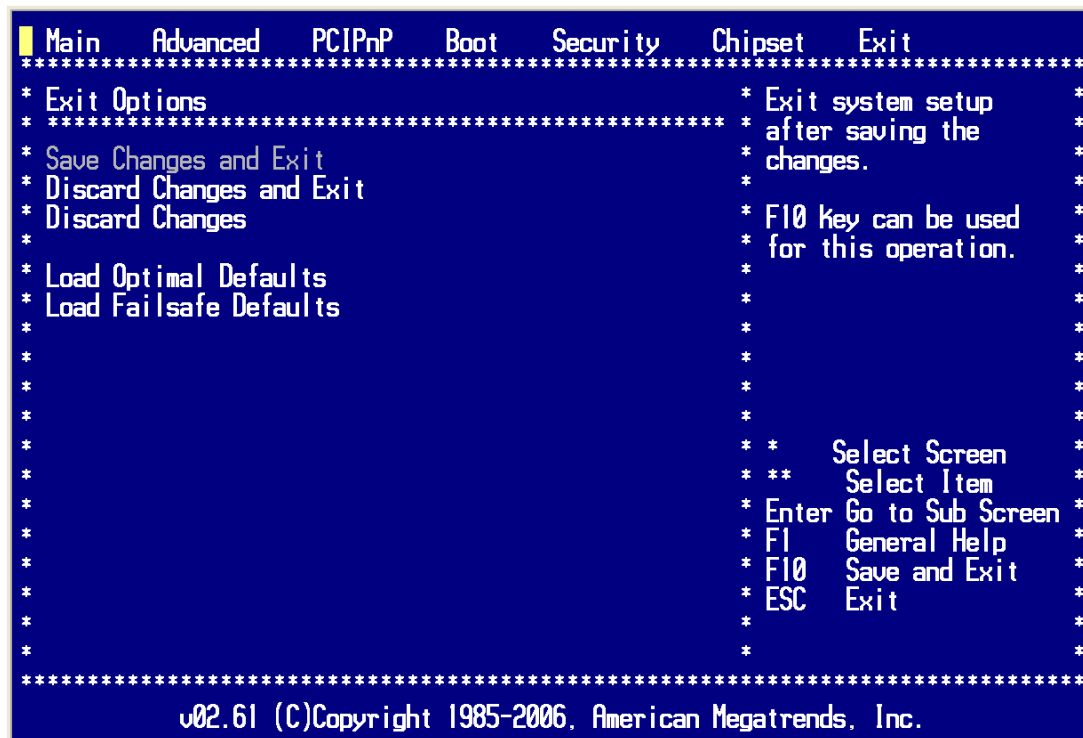 Main Advanced PCIPnP Boot Security Chipset Exit
Exit Options
Save Changes and Exit
Discard Changes and Exit
Discard Changes
Load Optimal Defaults
Load Failsafe Defaults
Exit system setup
after saving the
changes.
F10 key can be used
for this operation.
* Select Screen
** Select Item
Enter Go to Sub Screen
F1 General Help
F10 Save and Exit
ESC Exit
v02.61 (C)Copyright 1985-2006, American Megatrends, Inc.